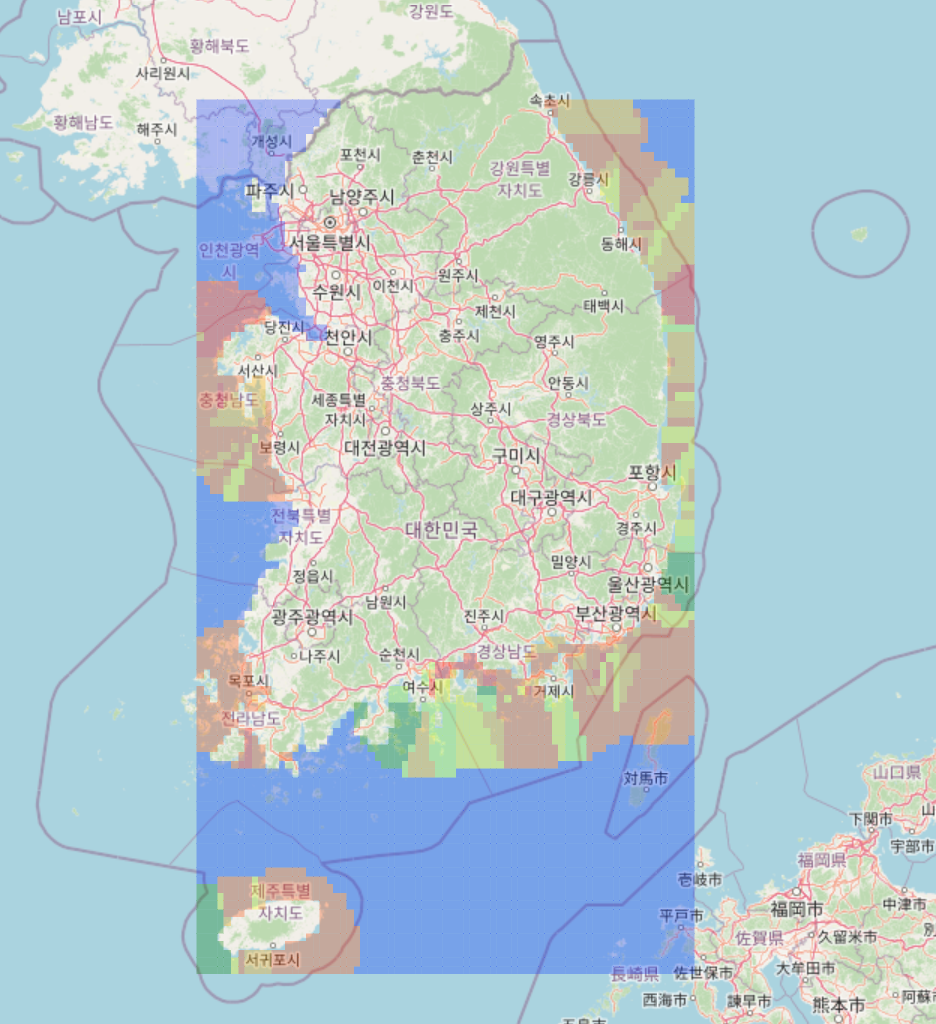 남포시
강원도
황해북도
사리원시
속초시
황해남도
해주시
개성시
포천시
춘천시
강원특별
자치도
강릉시
파주시
남양주시
서울특별시
동해시
인천광역
시
원주시
수원시
이천시
태백시
제천시
당진시
천안시
충주시
영주시
서산시
충청북도
안동시
충청남도
세종특별
자치시
상주시
경상북도
보령시
대전광역시
구미시
포항시
대구광역시
전북특별
자치도
대한민국
경주시
밀양시
정읍시
울산광역시
남원시
광주광역시
진주시
부산광역시
나주시
순천시
경상남도
목포시
여수시
거제시
전라남도
対馬市
山口県
下関市
山
宇部市
福岡県
壱岐市
제주특별
자치도
福岡市
中津市
平戸市
佐賀県
久留米市
서귀포시
長崎県
佐世保市
大牟田市
西海市
諫早市
熊本市
阿蘇